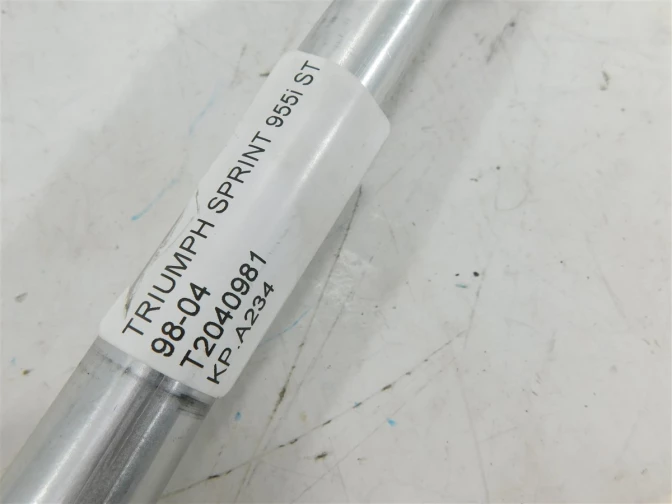 TRIUMPH SPRINT 955i ST
98-04
T2040981
KP.A234